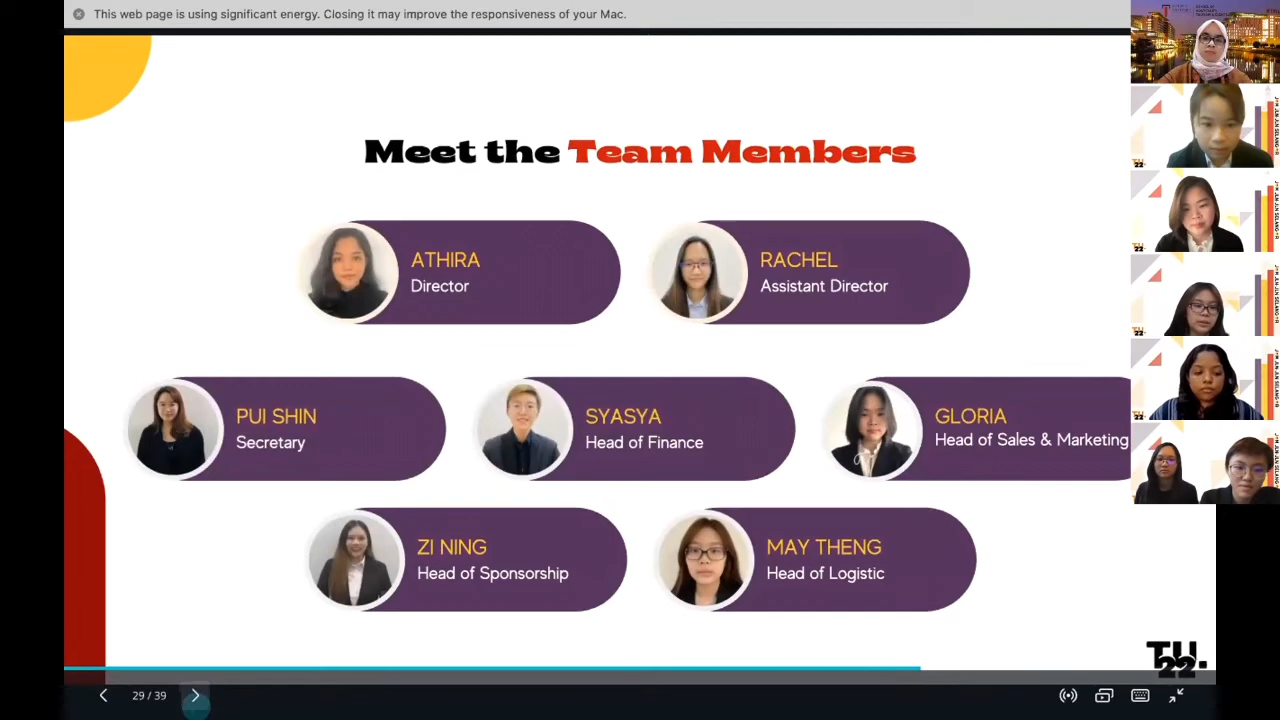 This web page is using significant energy. Closing it may improve the responsiveness of your Mac.
Meet the Team Members
ATHIRA
Director
RACHEL
Assistant Director
PUI SHIN
Secretary
SYASYA
Head of Finance
GLORIA
Head of Sales & Marketing
ZI NING
Head of Sponsorship
MAY THENG
Head of Logistic
TU
22.
29 / 39